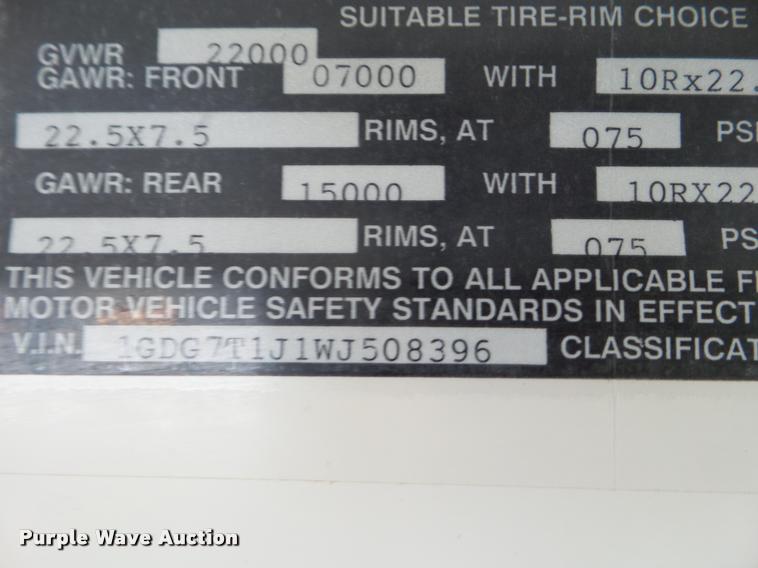 SUITABLE TIRE-RIM CHOICE
GVWR 22000
GAWR: FRONT 07000 WITH 10Rx22.
22.5X7.5 RIMS, AT 075 PSI
GAWR: REAR 15000 WITH 10RX22
22.5X7.5 RIMS, AT 075 PS
THIS VEHICLE CONFORMS TO ALL APPLICABLE F
MOTOR VEHICLE SAFETY STANDARDS IN EFFECT
V.I.N. 1GDG7T1J1WJ508396 CLASSIFICAT
Purple Wave Auction